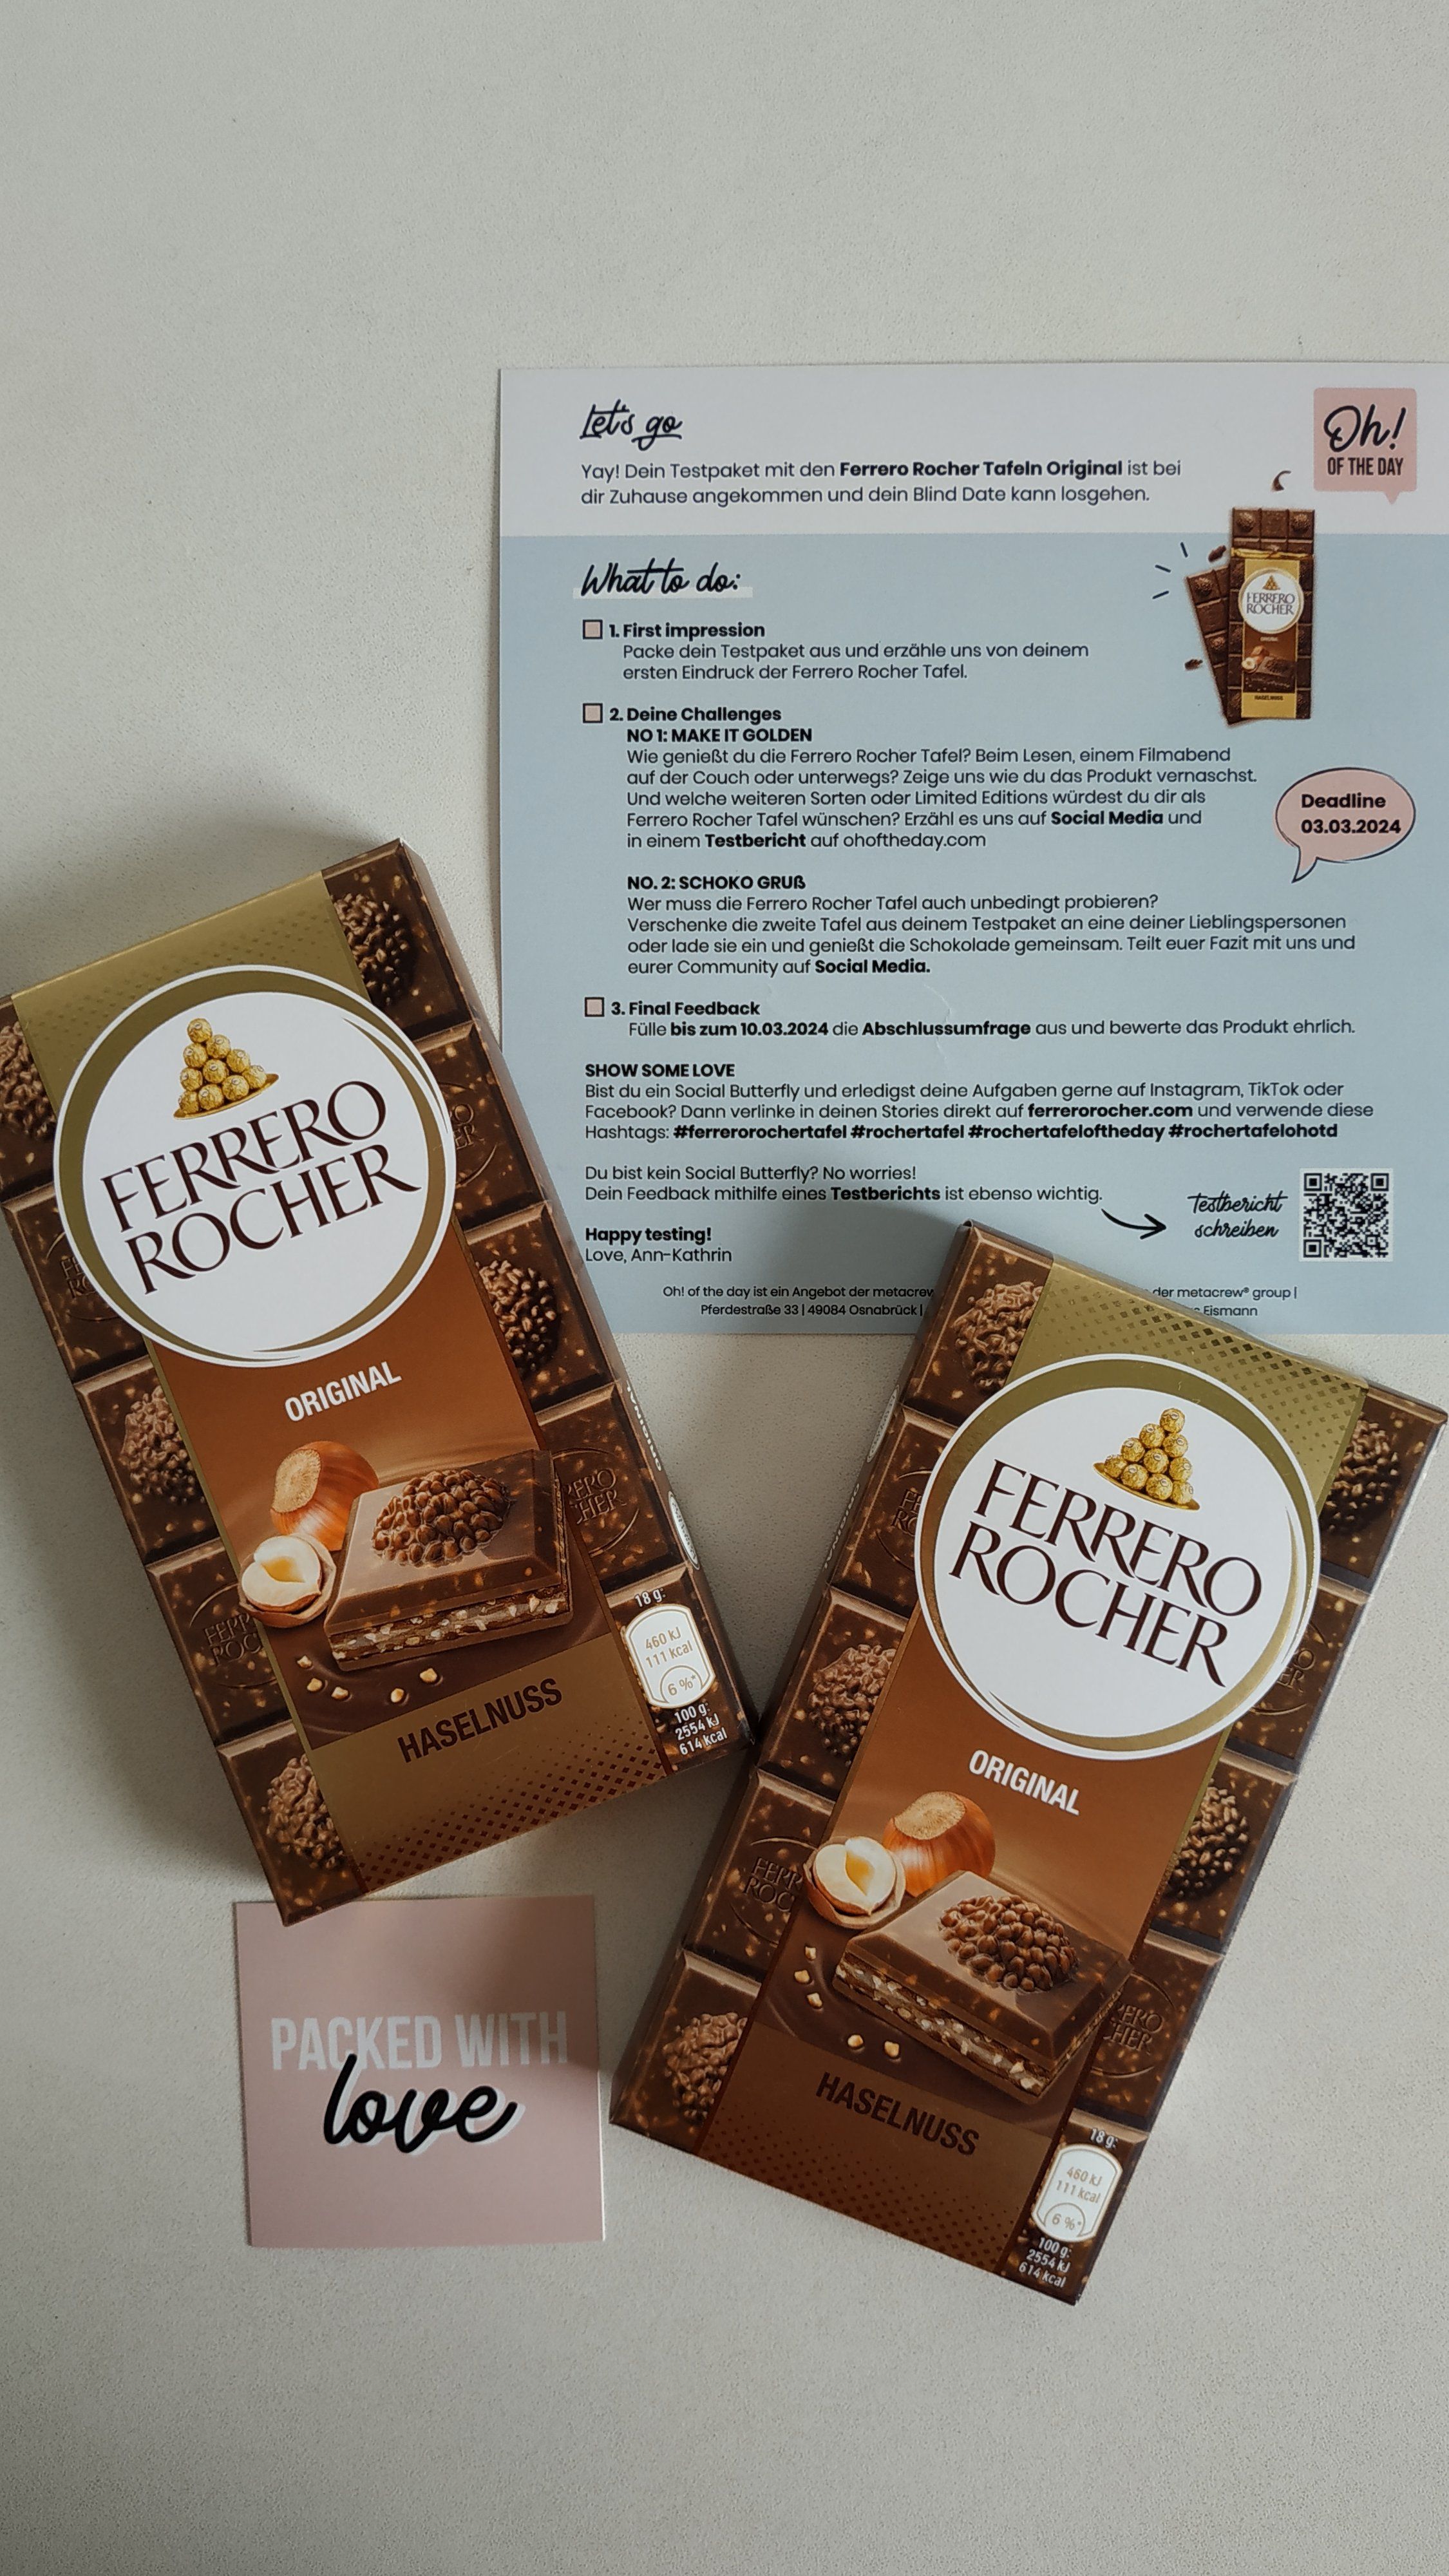 Let's go
Yay! Dein Testpaket mit den Ferrero Rocher Tafeln Original ist bei
dir Zuhause angekommen und dein Blind Date kann losgehen.
Oh!
OF THE DAY
What to do:
1. First impression
Packe dein Testpaket aus und erzähle uns von deinem
ersten Eindruck der Ferrero Rocher Tafel.
FERRERO
ROCHER
2. Deine Challenges
NO 1: MAKE IT GOLDEN
Wie genießt du die Ferrero Rocher Tafel? Beim Lesen, einem Filmabend
auf der Couch oder unterwegs? Zeige uns wie du das Produkt vernaschst.
Und welche weiteren Sorten oder Limited Editions würdest du dir als
Ferrero Rocher Tafel wünschen? Erzähl es uns auf Social Media und
in einem Testbericht auf ohoftheday.com
Deadline
03.03.2024
NO. 2: SCHOKO GRUß
Wer muss die Ferrero Rocher Tafel auch unbedingt probieren?
Verschenke die zweite Tafel aus deinem Testpaket an eine deiner Lieblingspersonen
oder lade sie ein und genießt die Schokolade gemeinsam. Teilt euer Fazit mit uns und
eurer Community auf Social Media.
3. Final Feedback
Fülle bis zum 10.03.2024 die Abschlussumfrage aus und bewerte das Produkt ehrlich.
SHOW SOME LOVE
Bist du ein Social Butterfly und erledigst deine Aufgaben gerne auf Instagram, TikTok oder
Facebook? Dann verlinke in deinen Stories direkt auf ferrerorocher.com und verwende diese
Hashtags: #ferrerorochertafel #rochertafel #rochertafeloftheday #rochertafelohotd
Du bist kein Social Butterfly? No worries!
Dein Feedback mithilfe eines Testberichts ist ebenso wichtig.
Testbericht
schreiben
Happy testing!
Love, Ann-Kathrin
Oh! of the day ist ein Angebot der metacrew der metacrew® group |
Pferdestraße 33 | 49084 Osnabrück | Eismann
FERRERO
ROCHER
ORIGINAL
HASELNUSS
18 g:
460 kJ
111 kcal
6 %*
100 g:
2554 kJ
614 kcal
FERRERO
ROCHER
ORIGINAL
HASELNUSS
18 g:
460 kJ
111 kcal
6 %*
100 g:
2554 kJ
614 kcal
PACKED WITH
love